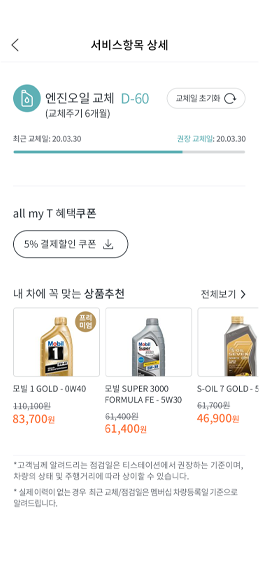 서비스항목 상세
엔진오일 교체 D-60
(교체주기 6개월)
교체일 초기화
최근 교체일: 20.03.30
권장 교체일: 20.03.30
all my T 혜택쿠폰
5% 결제할인 쿠폰
내 차에 꼭 맞는 상품추천
전체보기
프리
미엄
Mobil
1
Mobil
Super
3000
모빌 1 GOLD - 0W40
110,100원
83,700원
모빌 SUPER 3000
FORMULA FE - 5W30
61,400원
61,400원
S-OIL 7 GOLD - 5
61,700원
46,900원
*고객님께 알려드리는 점검일은 티스테이션에서 권장하는 기준이며,
차량의 상태 및 주행거리에 따라 상이할 수 있습니다.
* 실제 이력이 없는 경우 최근 교체/점검일은 멤버십 차량등록일 기준으로
알려드립니다.